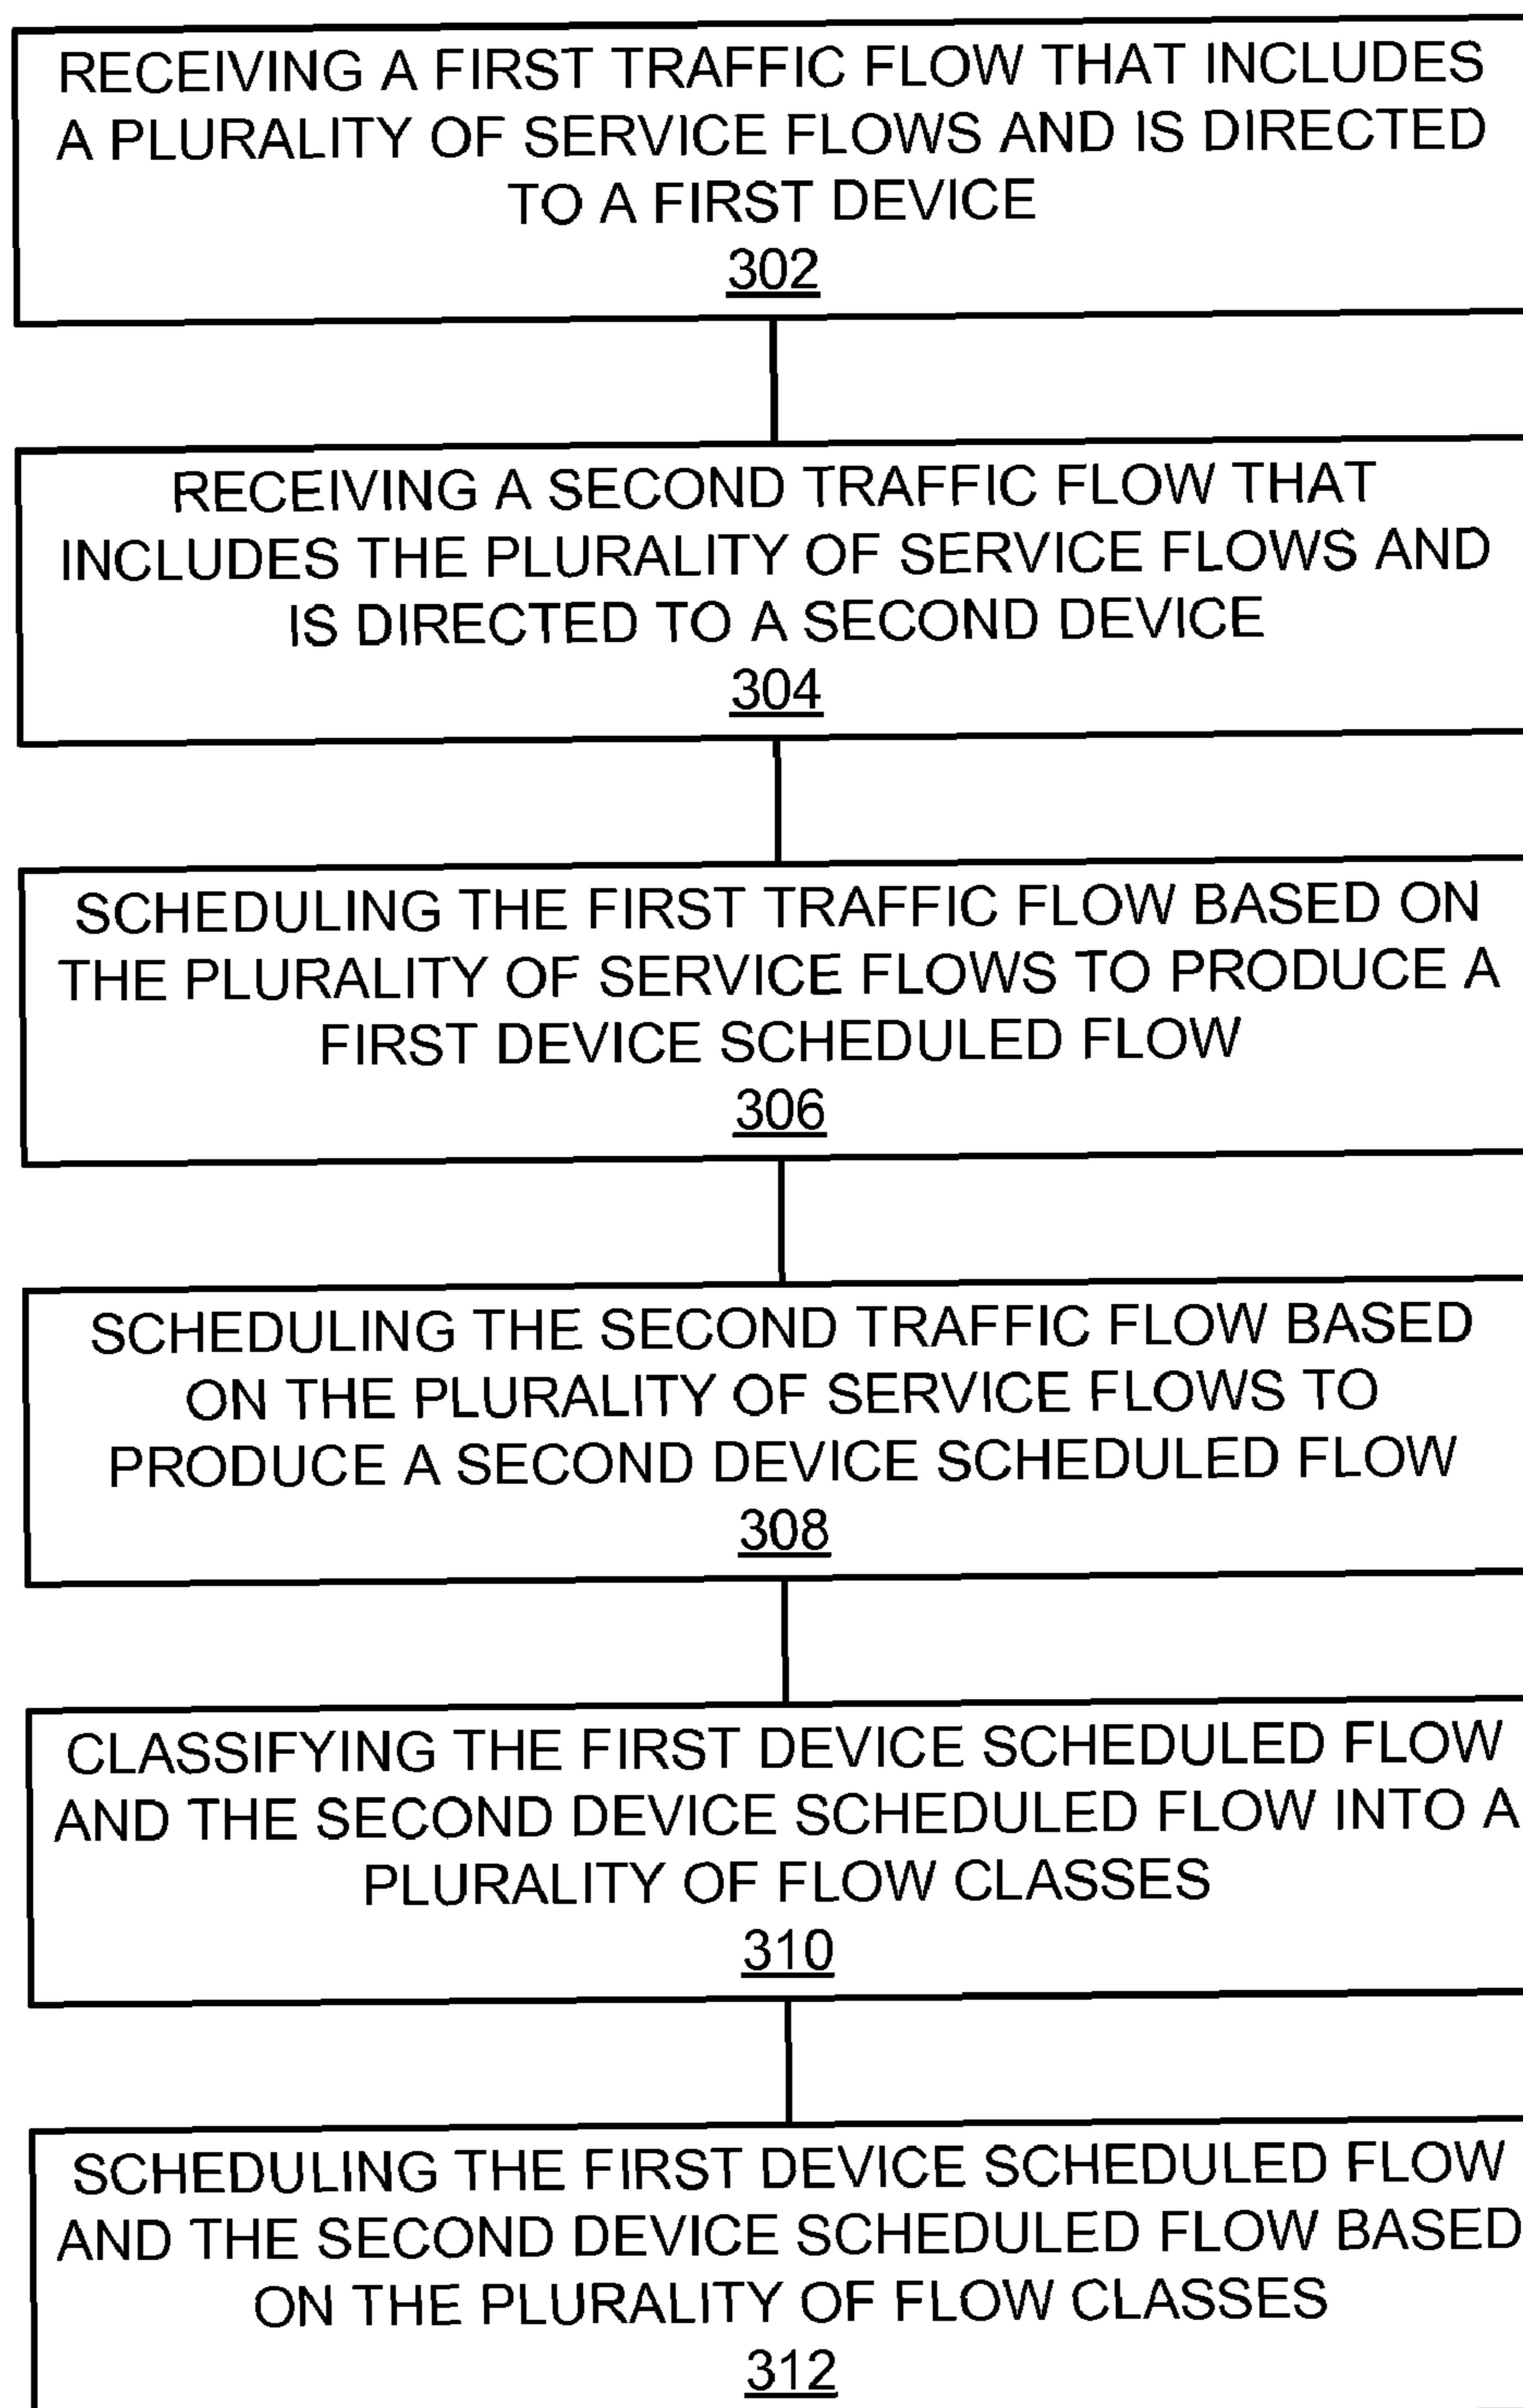 RECEIVING A FIRST TRAFFIC FLOW THAT INCLUDES
A PLURALITY OF SERVICE FLOWS AND IS DIRECTED
TO A FIRST DEVICE
302
RECEIVING A SECOND TRAFFIC FLOW THAT
INCLUDES THE PLURALITY OF SERVICE FLOWS AND
IS DIRECTED TO A SECOND DEVICE
304
SCHEDULING THE FIRST TRAFFIC FLOW BASED ON
THE PLURALITY OF SERVICE FLOWS TO PRODUCE A
FIRST DEVICE SCHEDULED FLOW
306
SCHEDULING THE SECOND TRAFFIC FLOW BASED
ON THE PLURALITY OF SERVICE FLOWS TO
PRODUCE A SECOND DEVICE SCHEDULED FLOW
308
CLASSIFYING THE FIRST DEVICE SCHEDULED FLOW
AND THE SECOND DEVICE SCHEDULED FLOW INTO A
PLURALITY OF FLOW CLASSES
310
SCHEDULING THE FIRST DEVICE SCHEDULED FLOW
AND THE SECOND DEVICE SCHEDULED FLOW BASED
ON THE PLURALITY OF FLOW CLASSES
312